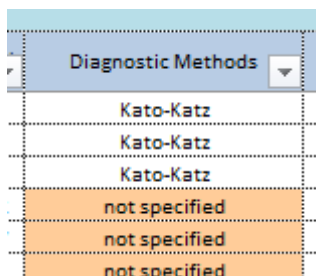 Diagnostic Methods
Kato-Katz
Kato-Katz
Kato-Katz
not specified
not specified
not specified